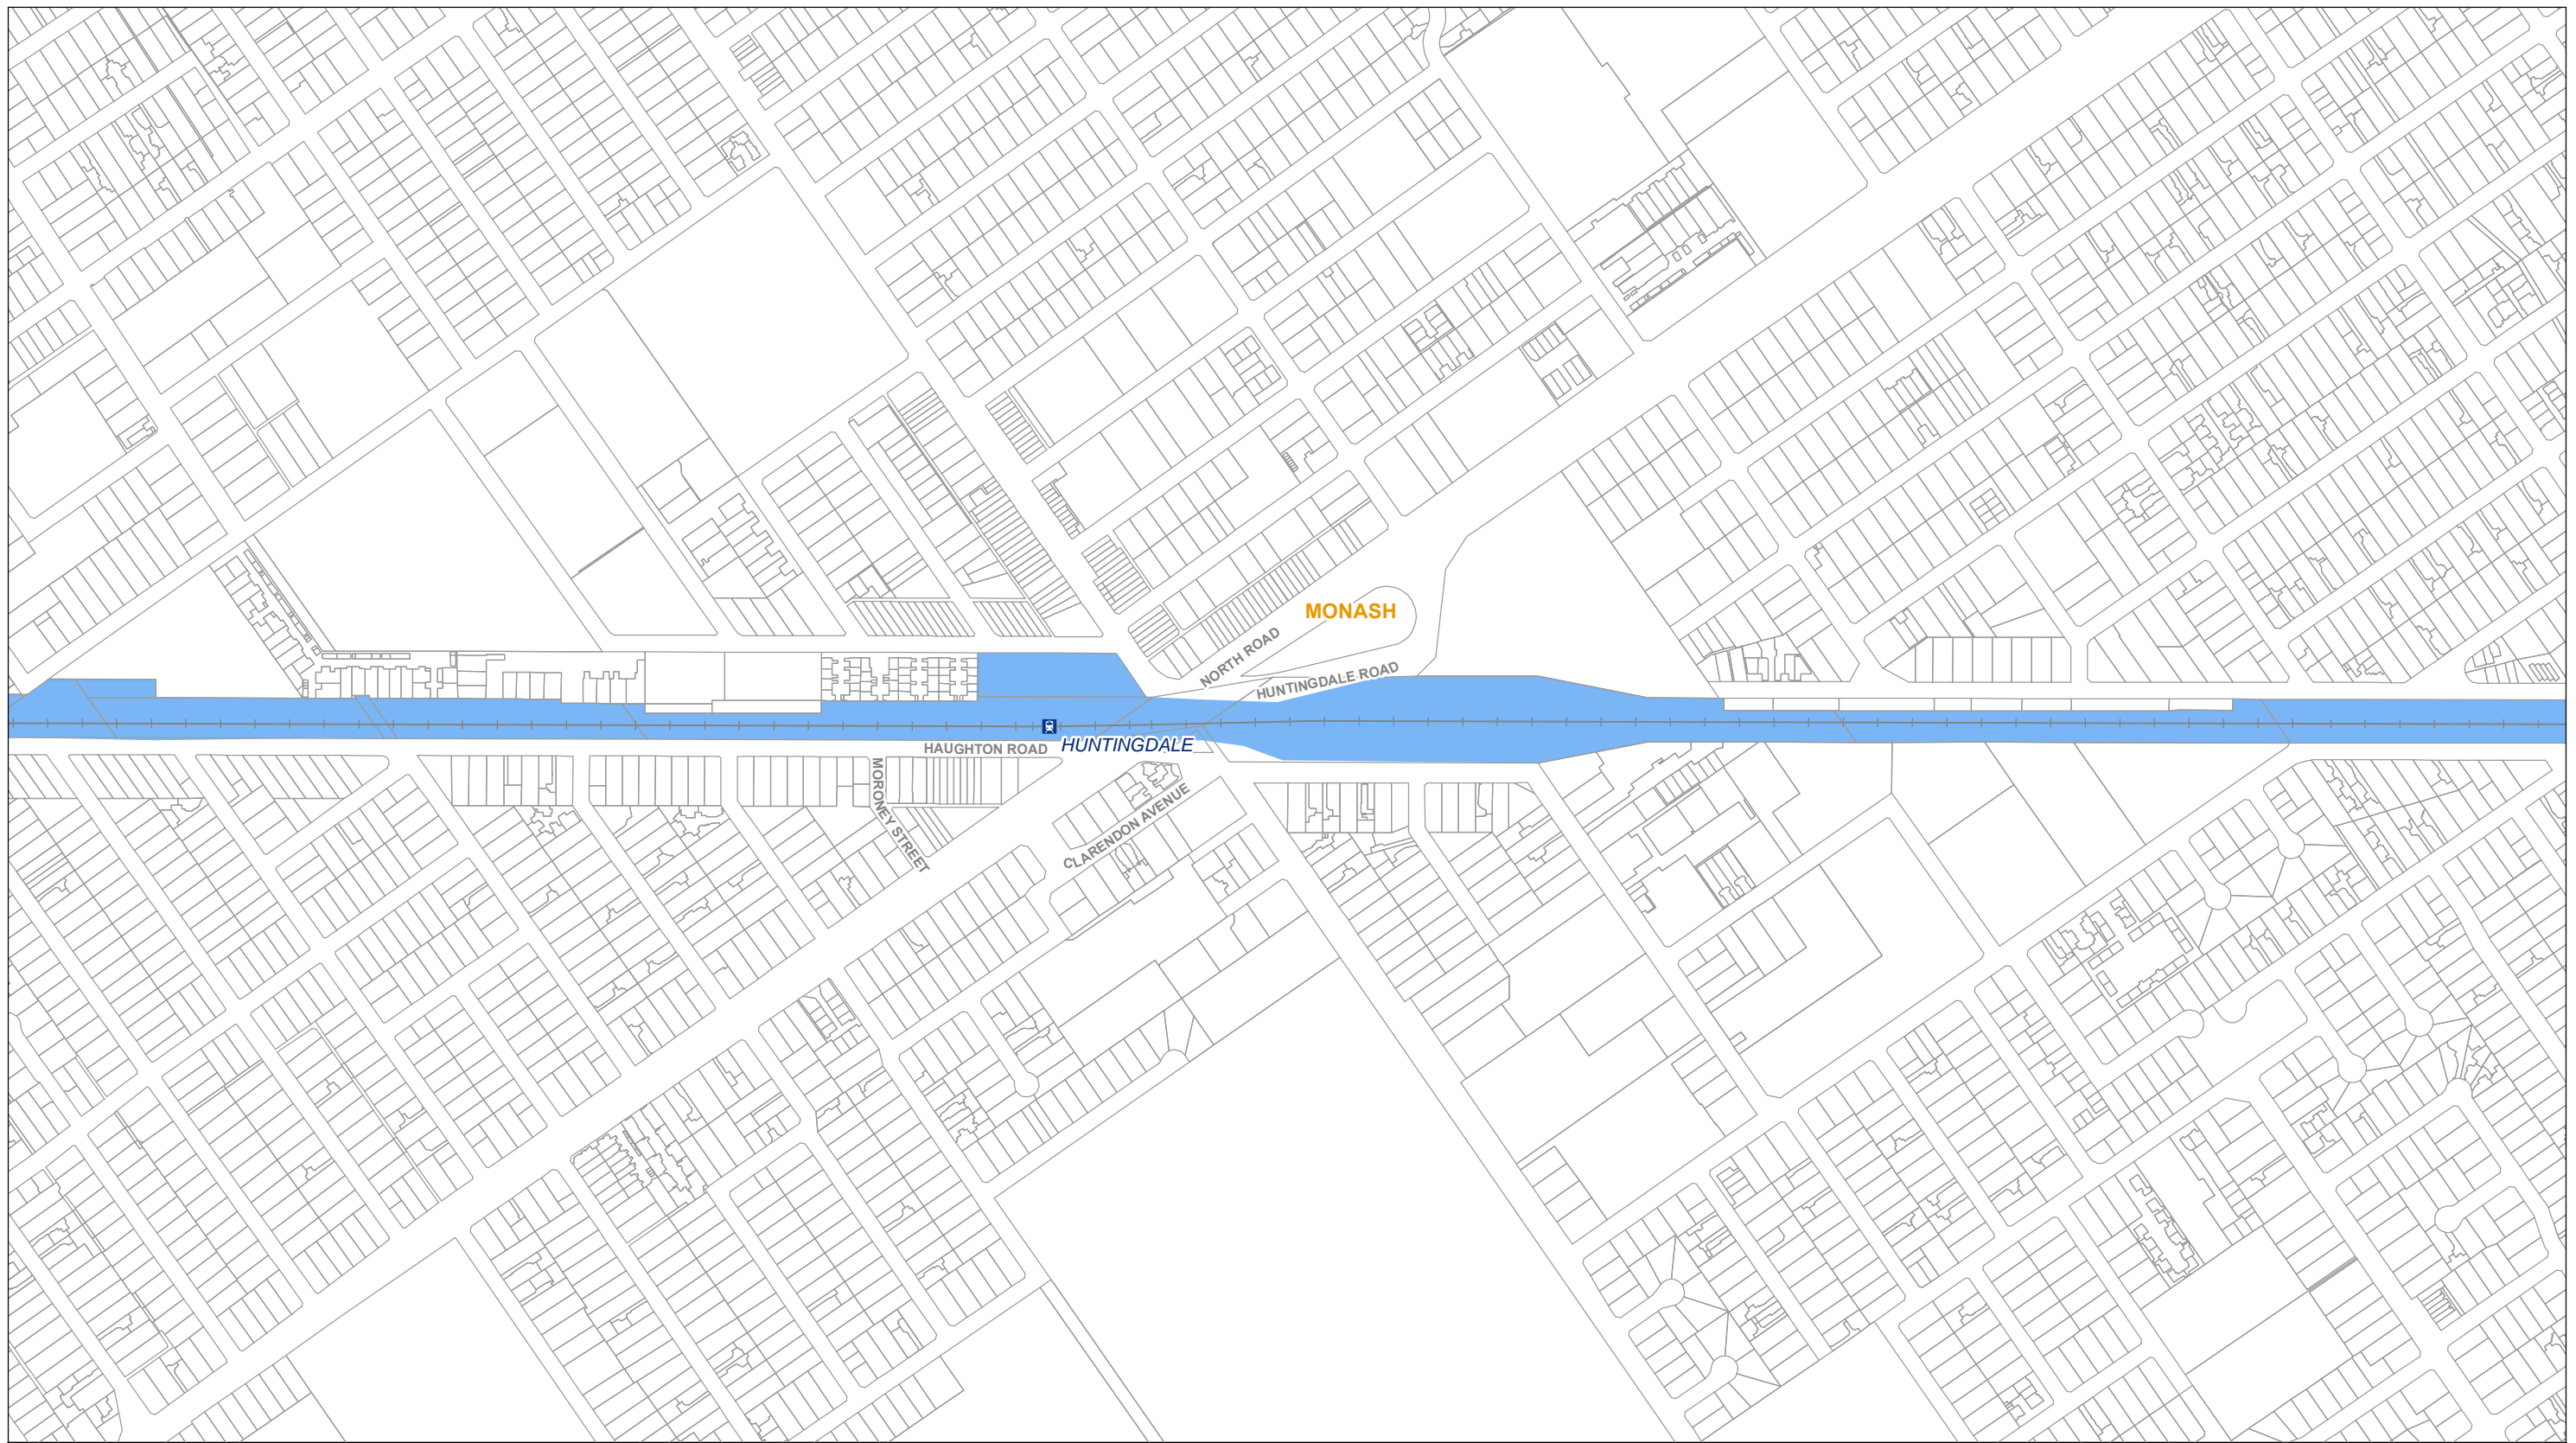 MONASH
NORTH ROAD
HUNTINGDALE ROAD
HAUGHTON ROAD
HUNTINGDALE
MORONEY STREET
CLARENDON AVENUE